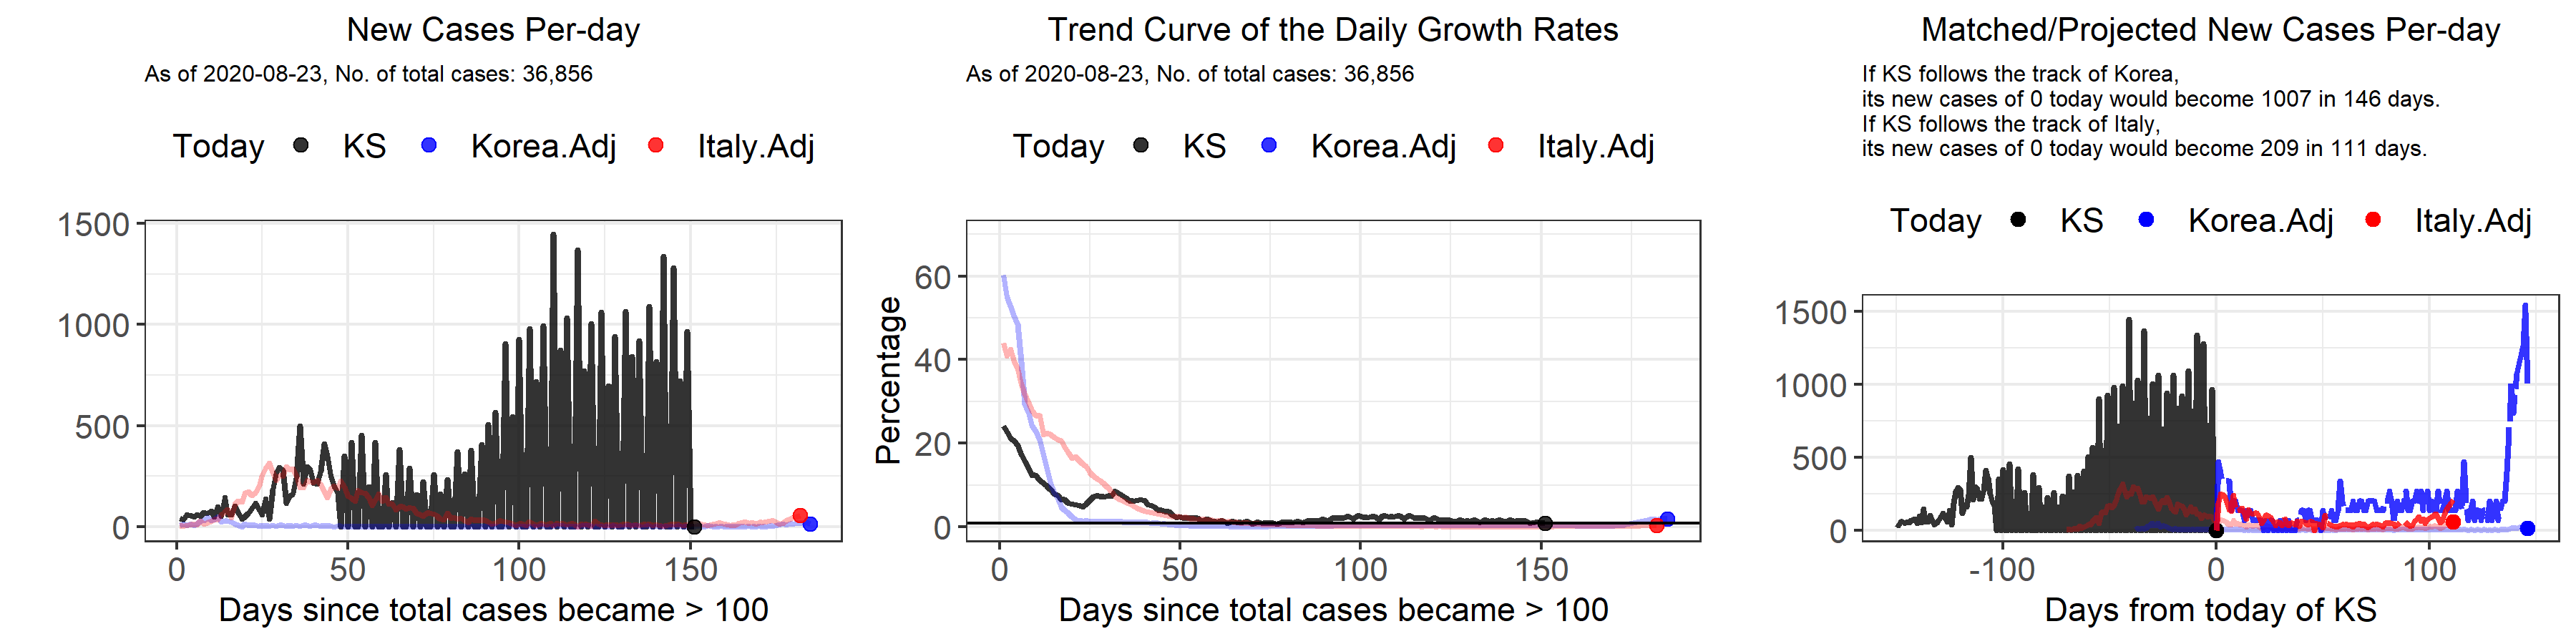 New Cases Per-day
As of 2020-08-23, No. of total cases: 36,856
Today KS Korea.Adj Italy.Adj
1500
1000
500
0
0 50 100 150
Days since total cases became > 100
Trend Curve of the Daily Growth Rates
As of 2020-08-23, No. of total cases: 36,856
Today KS Korea.Adj Italy.Adj
Percentage
60
40
20
0
0 50 100 150
Days since total cases became > 100
Matched/Projected New Cases Per-day
If KS follows the track of Korea,
its new cases of 0 today would become 1007 in 146 days.
If KS follows the track of Italy,
its new cases of 0 today would become 209 in 111 days.
Today KS Korea.Adj Italy.Adj
1500
1000
500
0
-100 0 100
Days from today of KS